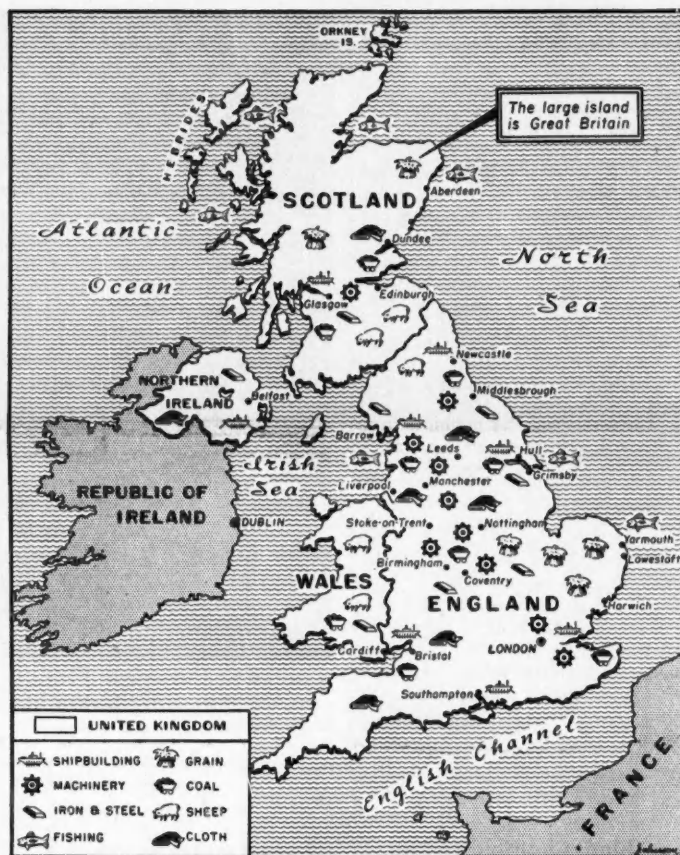 ORKNEY
IS.
HEBRIDES
The large island
is Great Britain
SCOTLAND
Aberdeen
Atlantic
Ocean
Dundee
North
Sea
Glasgow
Edinburgh
Newcastle
NORTHERN
IRELAND
Belfast
Middlesbrough
Barrow
Irish
Sea
Leeds
Hull
Grimsby
Liverpool
Manchester
REPUBLIC OF
IRELAND
DUBLIN
Stoke-on-Trent
Nottingham
Yarmouth
Lowestoft
Birmingham
Coventry
WALES
ENGLAND
Harwich
Cardiff
Bristol
LONDON
Southampton
English Channel
FRANCE
UNITED KINGDOM
SHIPBUILDING
GRAIN
MACHINERY
COAL
IRON & STEEL
SHEEP
FISHING
CLOTH
Johnson